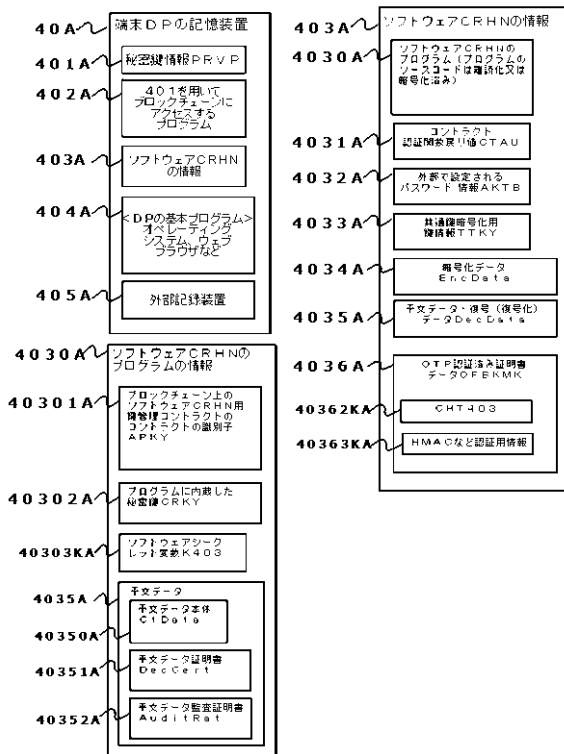 40A
端末DPの記憶装置
401A
秘密鍵情報PRVP
402A
401を用いて
ブロックチェーンに
アクセスする
プログラム
403A
ソフトウェアCRHN
の情報
404A
<DPの基本プログラム>
オペレーティング
システム、ウェブ
ブラウザなど
405A
外部記録装置
4030A
ソフトウェアCRHNの
プログラムの情報
40301A
ブロックチェーン上の
ソフトウェアCRHN用
鍵管理コントラクトの
コントラクトの識別子
APKY
40302A
プログラムに内蔵した
秘密鍵CRKY
40303KA
ソフトウェアシーク
レット変数K403
4035A
平文データ
40350A
平文データ本体
CtData
40351A
平文データ証明書
DecCert
40352A
平文データ監査証明書
AuditRat
403A
ソフトウェアCRHNの情報
4030A
ソフトウェアCRHNの
プログラム(プログラムの
ソースコードは難読化又は
暗号化済み)
4031A
コントラクト
認証関数戻り値CTAU
4032A
外部で設定される
パスワード情報AKTB
4033A
共通鍵暗号化用
鍵情報TTKY
4034A
暗号化データ
EncData
4035A
平文データ・復号(復号化)
データDecData
4036A
OTP認証済み証明書
データOFBKMK
40362KA
CHT403
40363KA
HMACなど認証用情報